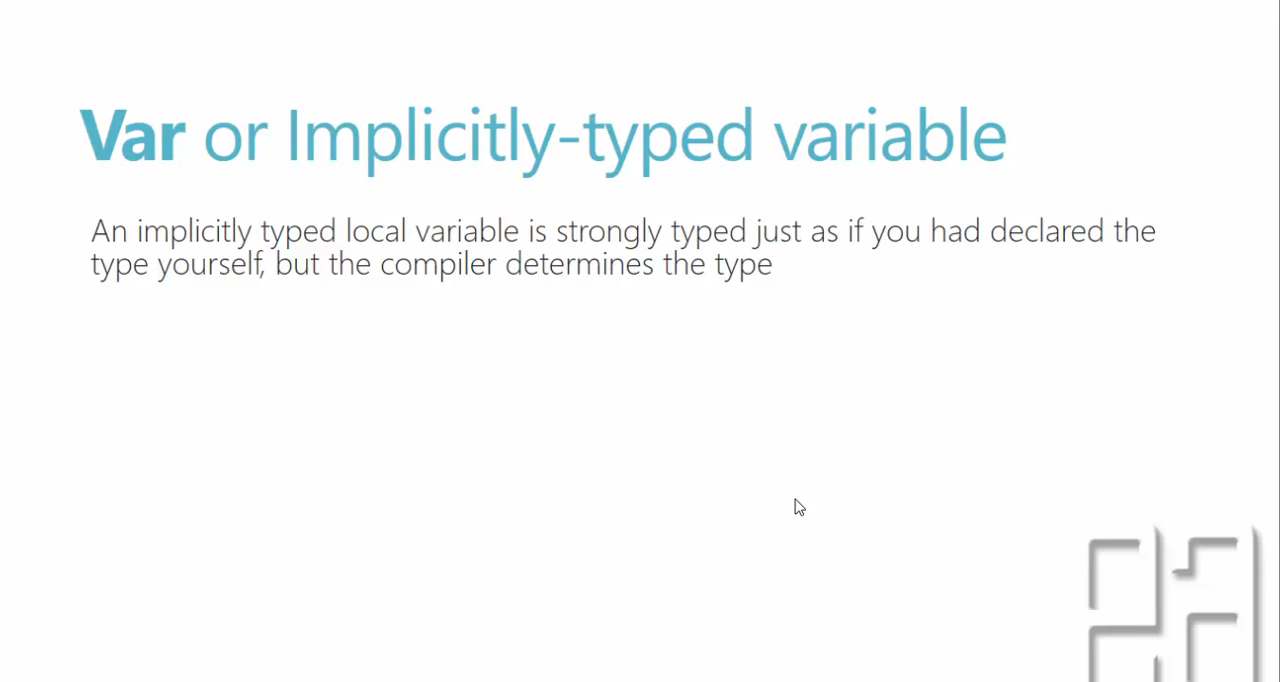 Var or Implicitly-typed variable
An implicitly typed local variable is strongly typed just as if you had declared the
type yourself, but the compiler determines the type